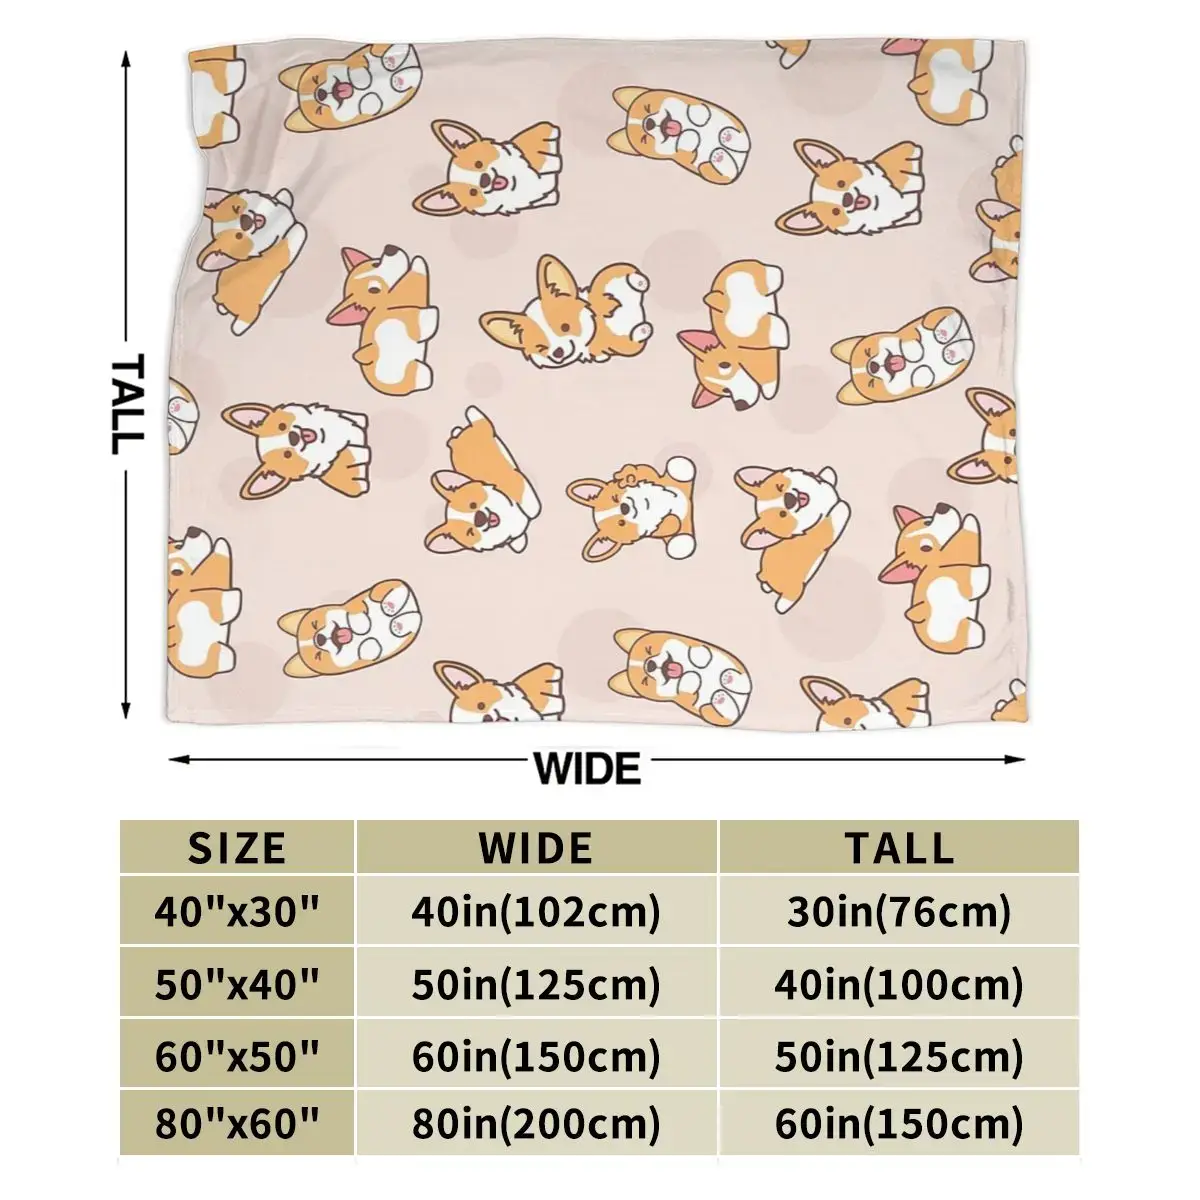 TALL
WIDE
SIZE WIDE TALL
40"x30" 40in(102cm) 30in(76cm)
50"x40" 50in(125cm) 40in(100cm)
60"x50" 60in(150cm) 50in(125cm)
80"x60" 80in(200cm) 60in(150cm)